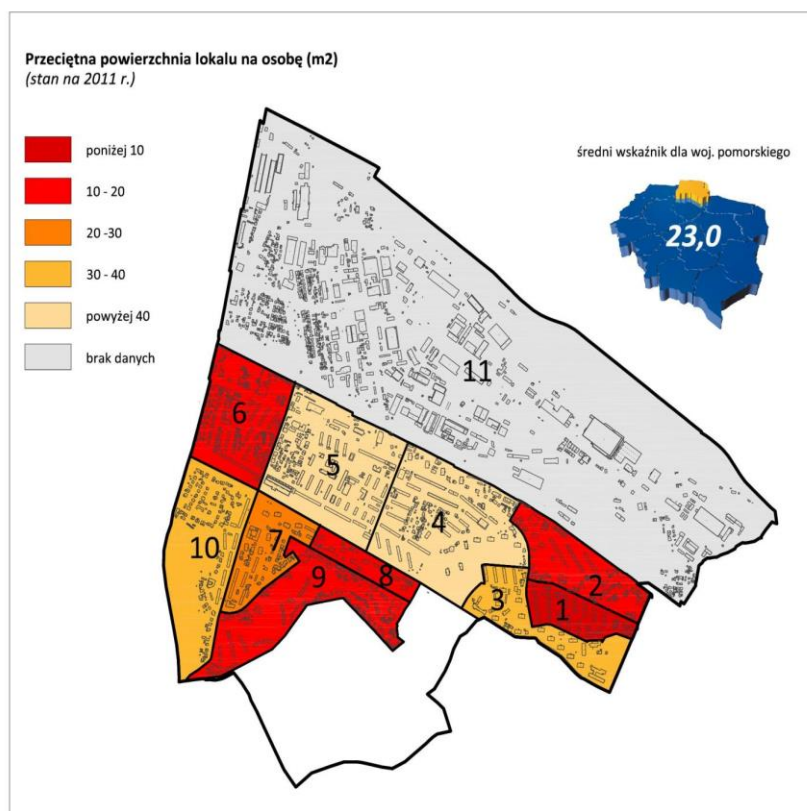 Przeciętna powierzchnia lokalu na osobę (m2)
(stan na 2011 r.)
poniżej 10
10 - 20
20 -30
30 - 40
powyżej 40
brak danych
średni wskaźnik dla woj. pomorskiego
23,0
11
6
5
4
10
7
9
8
3
2
1